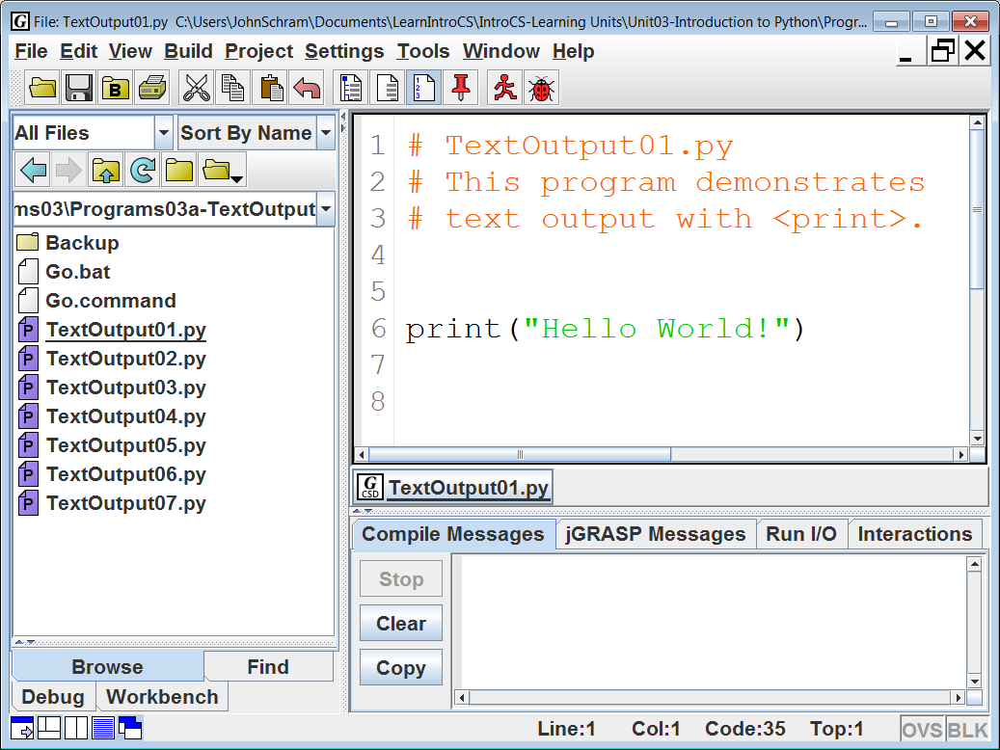 File: TextOutput01.py  C:\Users\JohnSchram\Documents\LearnIntroCS\IntroCS-Learning Units\Unit03-Introduction to Python\Progr...
File Edit View Build Project Settings Tools Window Help
B
All Files
Sort By Name
ms03\Programs03a-TextOutput
Backup
Go.bat
Go.command
P TextOutput01.py
P TextOutput02.py
P TextOutput03.py
P TextOutput04.py
P TextOutput05.py
P TextOutput06.py
P TextOutput07.py
Browse
Find
Debug
Workbench
1 # TextOutput01.py
2 # This program demonstrates
3 # text output with <print>.
4
5
6 print("Hello World!")
7
8
G CSD TextOutput01.py
Compile Messages
jGRASP Messages
Run I/O
Interactions
Stop
Clear
Copy
Line:1 Col:1 Code:35 Top:1 OVS BLK